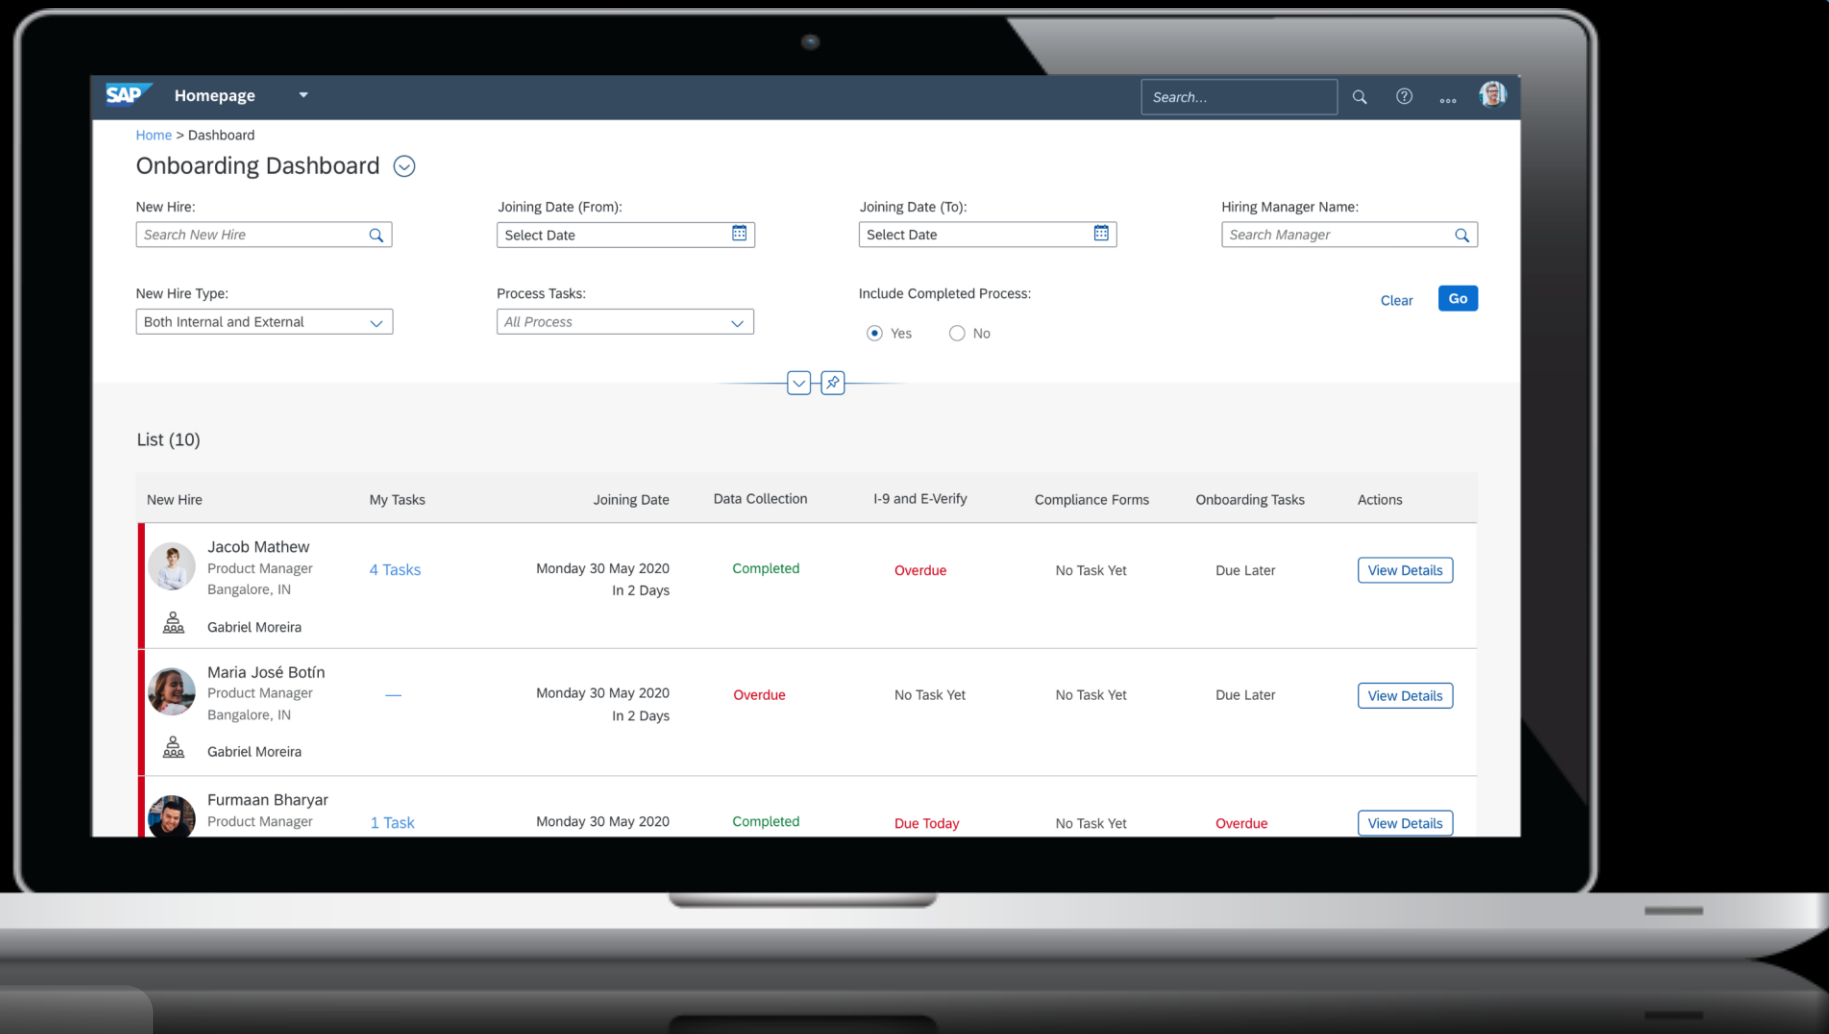 SAP Homepage Search...
Home > Dashboard
Onboarding Dashboard
New Hire: Joining Date (From): Joining Date (To): Hiring Manager Name:
Search New Hire Select Date Select Date Search Manager
New Hire Type: Process Tasks: Include Completed Process:
Clear Go
Both Internal and External All Process
Yes No
List (10)
New Hire My Tasks Joining Date Data Collection I-9 and E-Verify Compliance Forms Onboarding Tasks Actions
Jacob Mathew
Product Manager 4 Tasks Monday 30 May 2020 Completed Overdue No Task Yet Due Later View Details
Bangalore, IN In 2 Days
Gabriel Moreira
Maria José Botín
Product Manager — Monday 30 May 2020 Overdue No Task Yet No Task Yet Due Later View Details
Bangalore, IN In 2 Days
Gabriel Moreira
Furmaan Bharyar
Product Manager 1 Task Monday 30 May 2020 Completed Due Today No Task Yet Overdue View Details